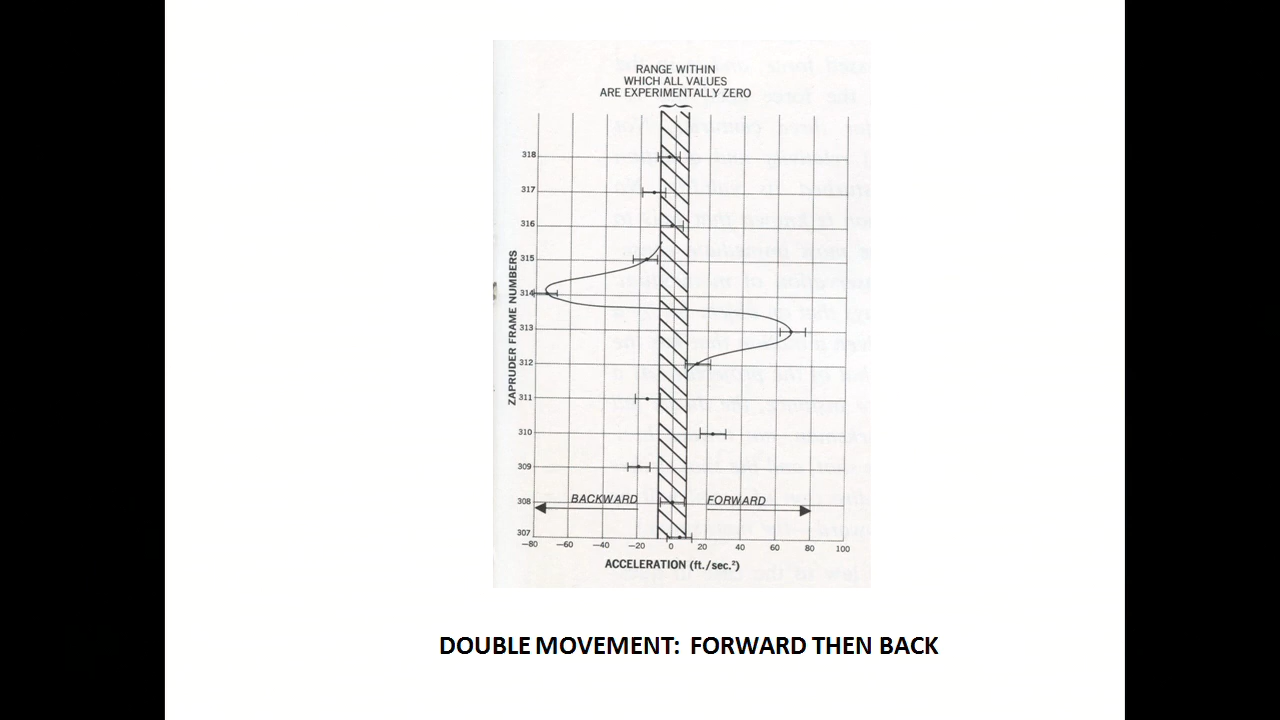 RANGE WITHIN
WHICH ALL VALUES
ARE EXPERIMENTALLY ZERO
318
317
316
315
314
313
312
311
310
309
308
307
ZAPRUDER FRAME NUMBERS
BACKWARD
FORWARD
–80 –60 –40 –20 0 20 40 60 80 100
ACCELERATION (ft./sec.²)
DOUBLE MOVEMENT: FORWARD THEN BACK